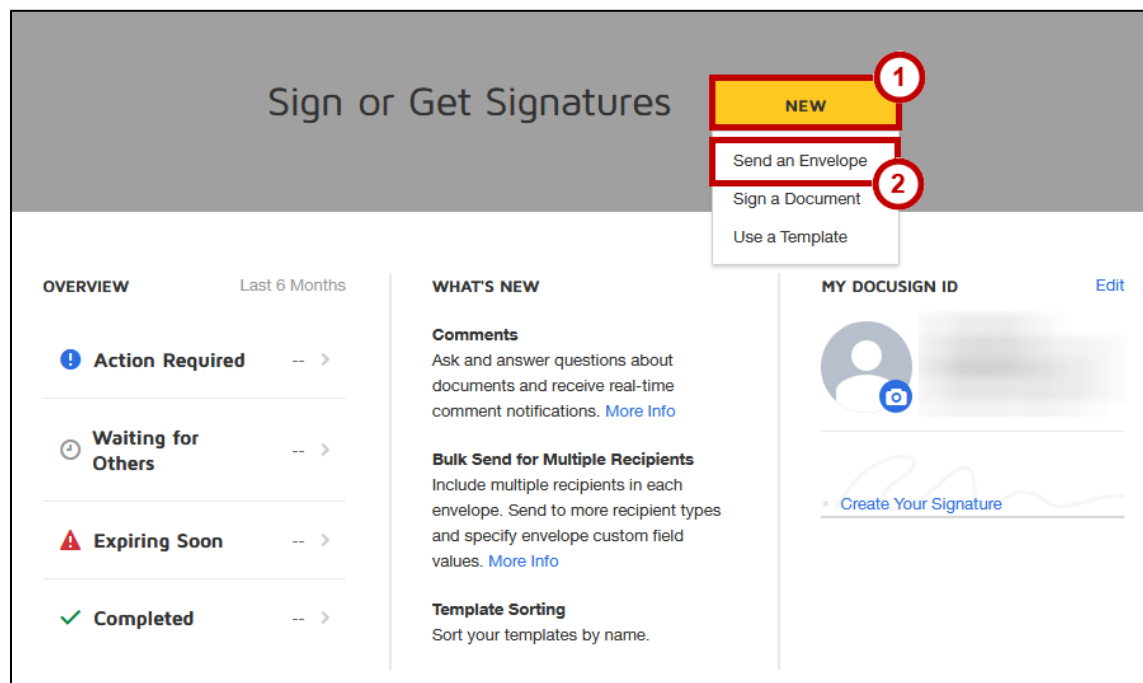 Sign or Get Signatures
NEW
1
Send an Envelope
2
Sign a Document
Use a Template
OVERVIEW
Last 6 Months
Action Required --
Waiting for
Others --
Expiring Soon --
Completed --
WHAT'S NEW
Comments
Ask and answer questions about
documents and receive real-time
comment notifications. More Info
Bulk Send for Multiple Recipients
Include multiple recipients in each
envelope. Send to more recipient types
and specify envelope custom field
values. More Info
Template Sorting
Sort your templates by name.
MY DOCUSIGN ID
Edit
Create Your Signature